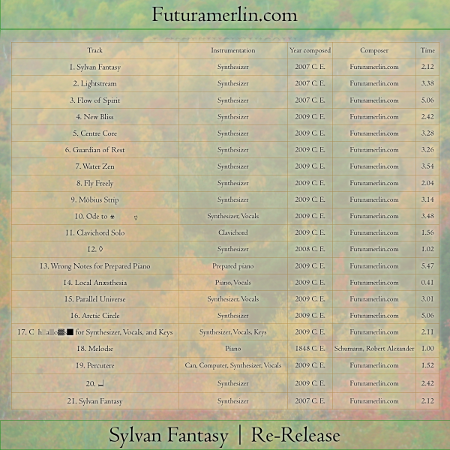 Futuramerlin.com
Track Instrumentation Year composed Composer Time
1. Sylvan Fantasy Synthesizer 2007 C.E. Futuramerlin.com 2.12
2. Lightstream Synthesizer 2007 C.E. Futuramerlin.com 3.38
3. Flow of Spirit Synthesizer 2007 C.E. Futuramerlin.com 5.06
4. New Bliss Synthesizer 2009 C.E. Futuramerlin.com 2.42
5. Centre Core Synthesizer 2009 C.E. Futuramerlin.com 3.28
6. Guardian of Rest Synthesizer 2009 C.E. Futuramerlin.com 3.26
7. Water Zen Synthesizer 2009 C.E. Futuramerlin.com 3.54
8. Fly Freely Synthesizer 2009 C.E. Futuramerlin.com 2.04
9. Möbius Strip Synthesizer 2009 C.E. Futuramerlin.com 3.14
10. Ode to Synthesizer, Vocals 2009 C.E. Futuramerlin.com 3.48
11. Clavichord Solo Clavichord 2009 C.E. Futuramerlin.com 1.56
12. ◊ Synthesizer 2008 C.E. Futuramerlin.com 1.02
13. Wrong Notes for Prepared Piano Prepared piano 2009 C.E. Futuramerlin.com 5.47
14. Local Anæsthesia Piano, Vocals 2009 C.E. Futuramerlin.com 0.41
15. Parallel Universe Synthesizer, Vocals 2009 C.E. Futuramerlin.com 3.01
16. Arctic Circle Synthesizer 2009 C.E. Futuramerlin.com 5.06
17. for Synthesizer, Vocals, and Keys Synthesizer, Vocals, Keys 2009 C.E. Futuramerlin.com 2.11
18. Melodie Piano 1848 C.E. Schumann, Robert Alexander 1.00
19. Percutere Can, Computer, Synthesizer, Vocals 2009 C.E. Futuramerlin.com 1.52
20. Synthesizer 2009 C.E. Futuramerlin.com 2.42
21. Sylvan Fantasy Synthesizer 2007 C.E. Futuramerlin.com 2.12
Sylvan Fantasy | Re-Release